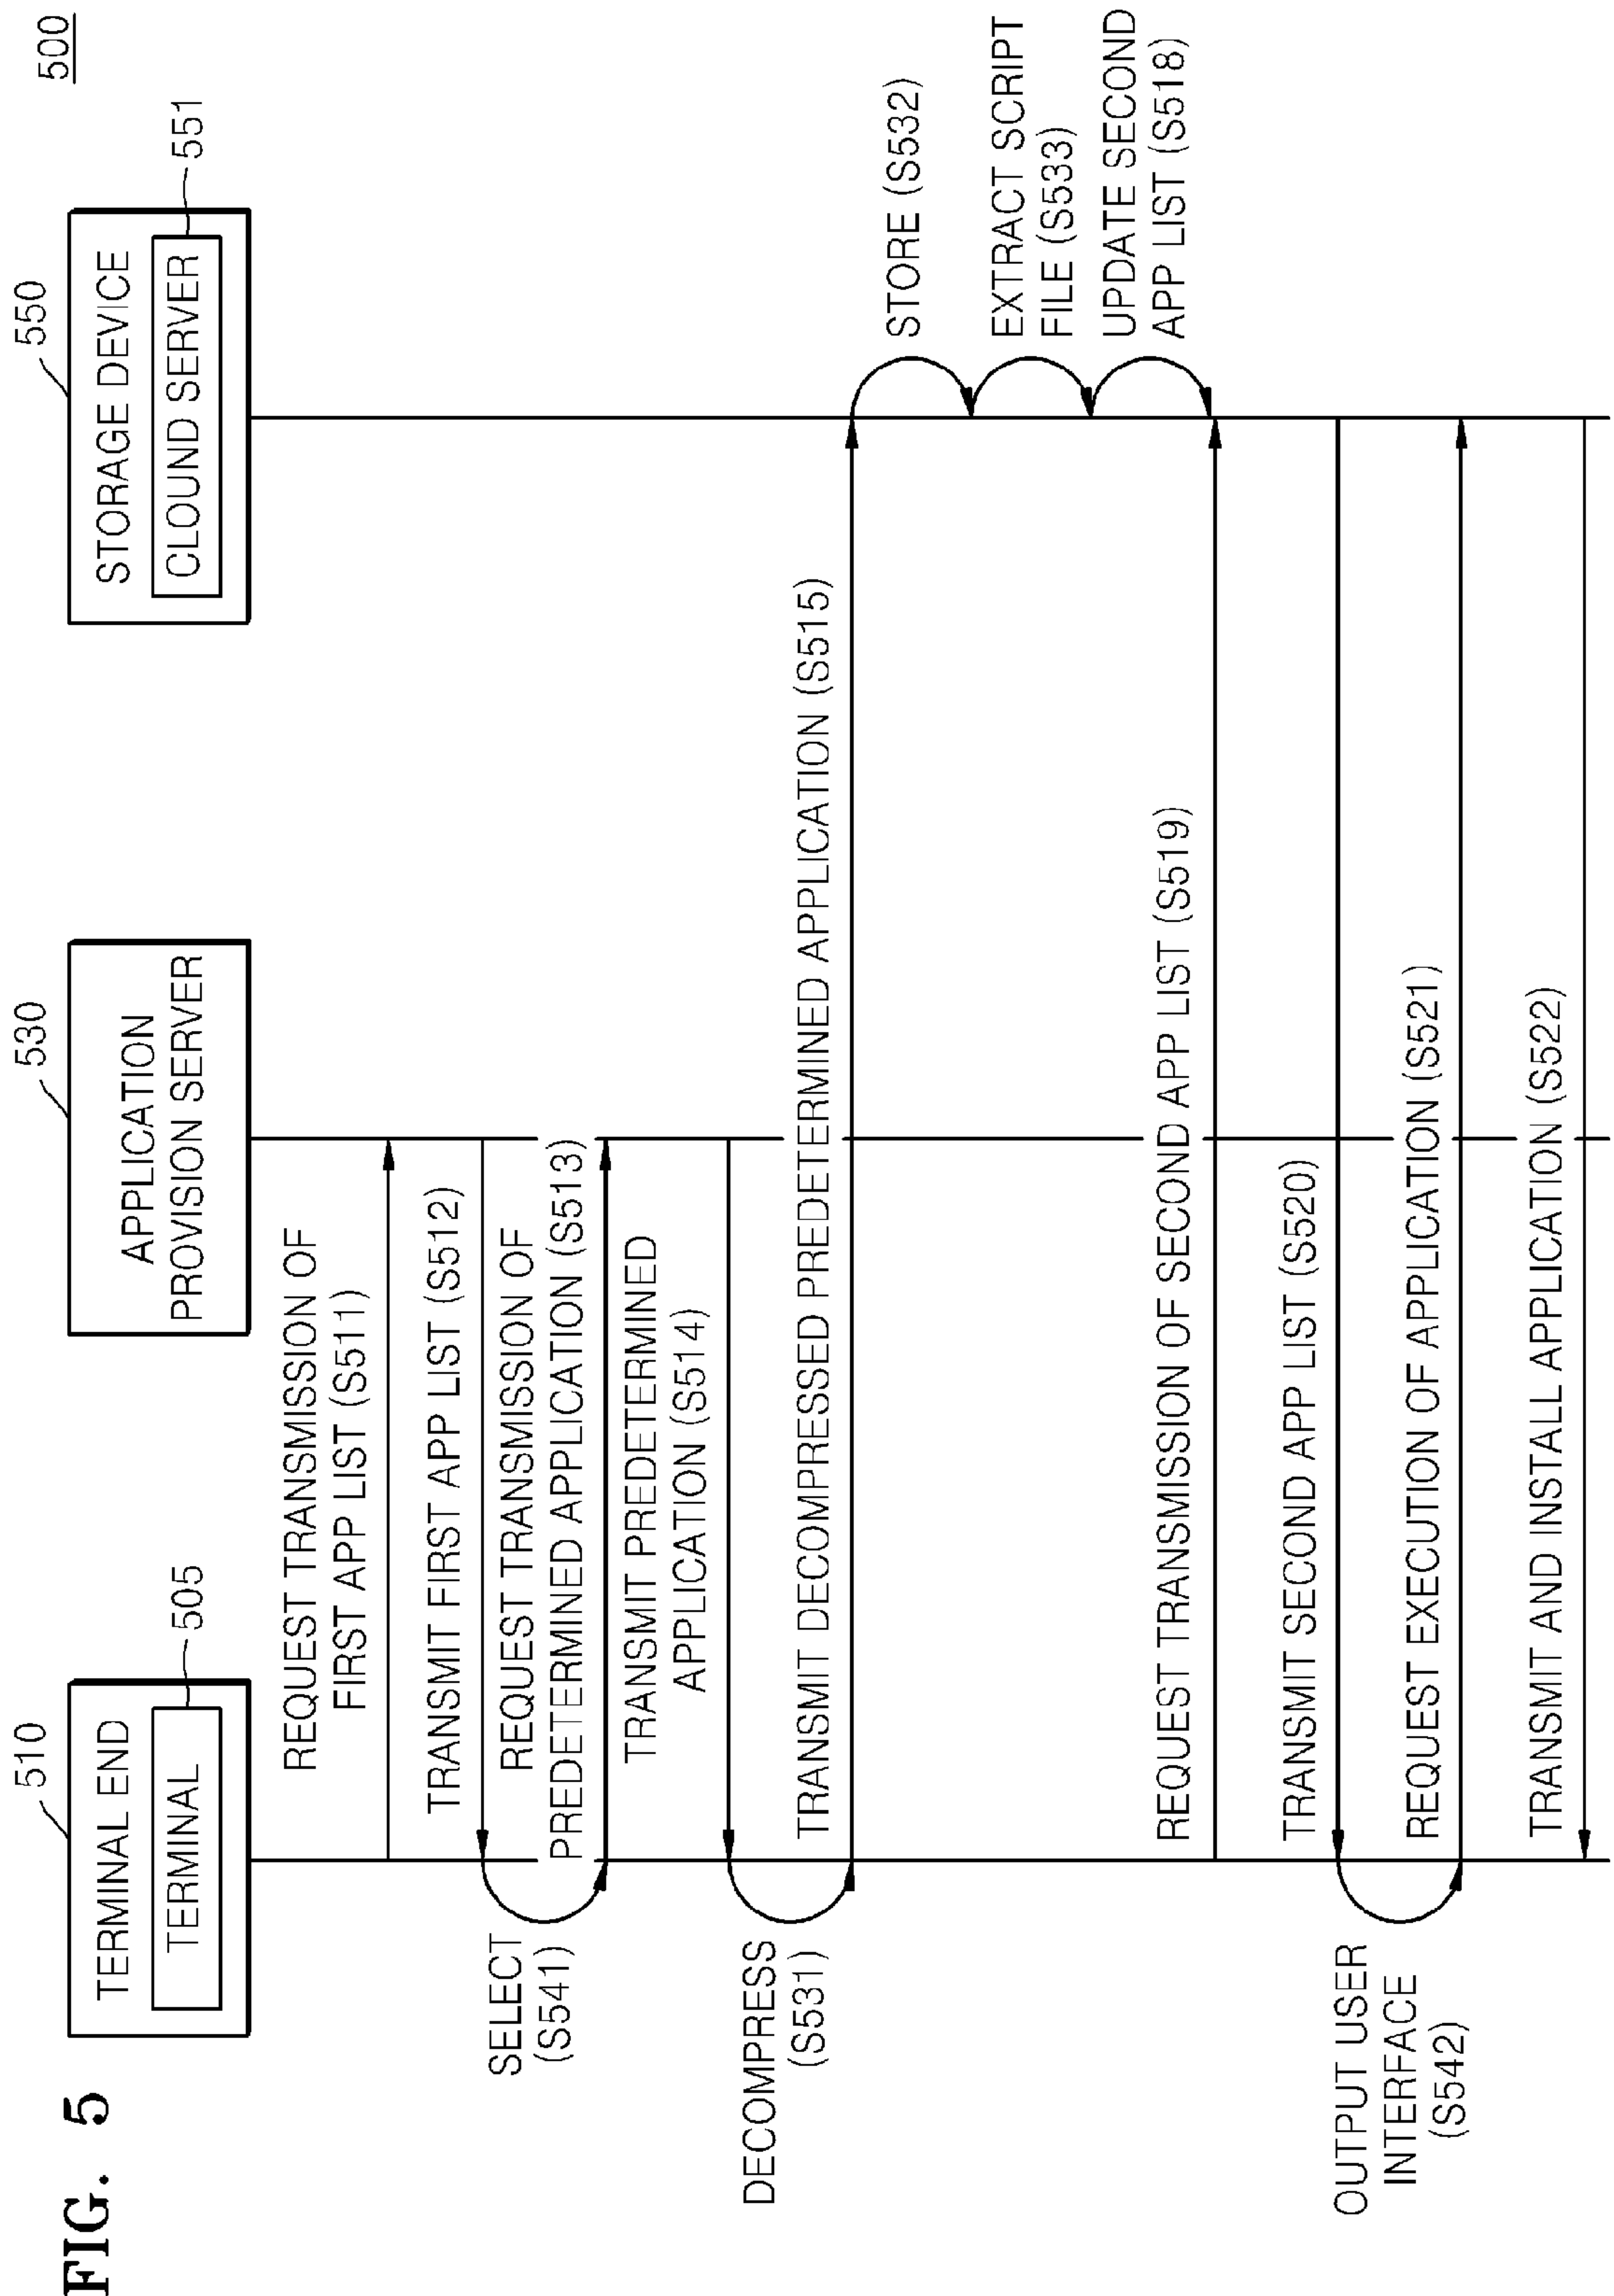 FIG. 5
500
510
TERMINAL END
TERMINAL
505
530
APPLICATION
PROVISION SERVER
550
STORAGE DEVICE
CLOUND SERVER
551
REQUEST TRANSMISSION OF
FIRST APP LIST (S511)
TRANSMIT FIRST APP LIST (S512)
SELECT
(S541)
REQUEST TRANSMISSION OF
PREDETERMINED APPLICATION (S513)
TRANSMIT PREDETERMINED
APPLICATION (S514)
DECOMPRESS
(S531)
TRANSMIT DECOMPRESSED PREDETERMINED APPLICATION (S515)
STORE (S532)
EXTRACT SCRIPT
FILE (S533)
UPDATE SECOND
APP LIST (S518)
REQUEST TRANSMISSION OF SECOND APP LIST (S519)
TRANSMIT SECOND APP LIST (S520)
OUTPUT USER
INTERFACE
(S542)
REQUEST EXECUTION OF APPLICATION (S521)
TRANSMIT AND INSTALL APPLICATION (S522)